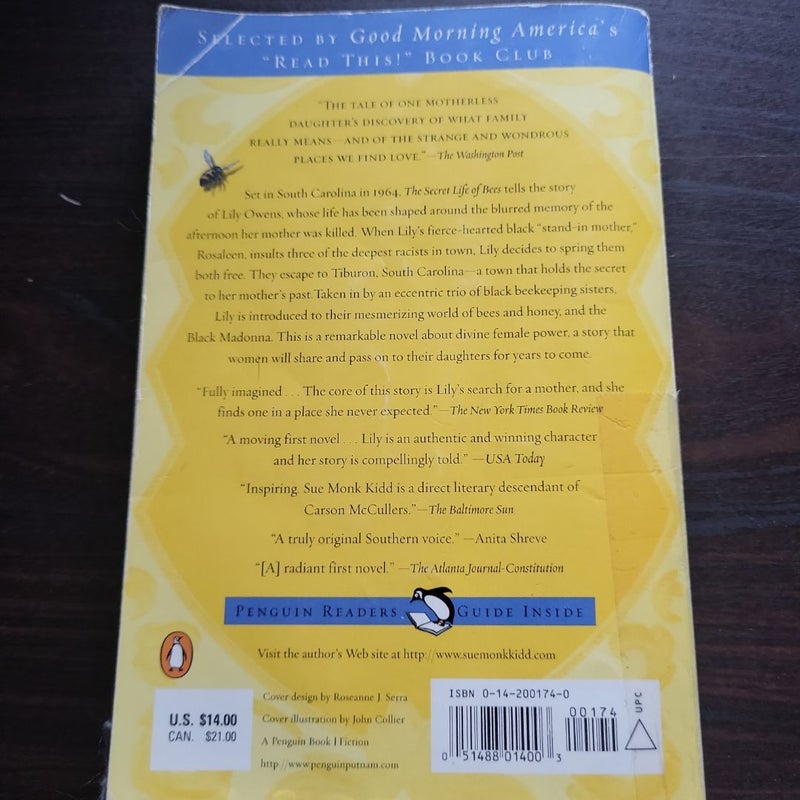 SELECTED BY Good Morning America's
"READ THIS!" BOOK CLUB
"THE TALE OF ONE MOTHERLESS
DAUGHTER'S DISCOVERY OF WHAT FAMILY
REALLY MEANS—AND OF THE STRANGE AND WONDROUS
PLACES WE FIND LOVE."—The Washington Post
Set in South Carolina in 1964, The Secret Life of Bees tells the story
of Lily Owens, whose life has been shaped around the blurred memory of the
afternoon her mother was killed. When Lily's fierce-hearted black "stand-in mother,"
Rosaleen, insults three of the deepest racists in town, Lily decides to spring them
both free. They escape to Tiburon, South Carolina—a town that holds the secret
to her mother's past. Taken in by an eccentric trio of black beekeeping sisters,
Lily is introduced to their mesmerizing world of bees and honey, and the
Black Madonna. This is a remarkable novel about divine female power, a story that
women will share and pass on to their daughters for years to come.
"Fully imagined . . . The core of this story is Lily's search for a mother, and she
finds one in a place she never expected."—The New York Times Book Review
"A moving first novel . . . Lily is an authentic and winning character
and her story is compellingly told." —USA Today
"Inspiring. Sue Monk Kidd is a direct literary descendant of
Carson McCullers."—The Baltimore Sun
"A truly original Southern voice." —Anita Shreve
"[A] radiant first novel." —The Atlanta Journal-Constitution
PENGUIN READERS GUIDE INSIDE
Visit the author's Web site at http://www.suemonkkidd.com
U.S. $14.00
CAN. $21.00
Cover design by Roseanne J. Serra
Cover illustration by John Collier
A Penguin Book | Fiction
http://www.penguinputnam.com
ISBN 0-14-200174-0
00174
0 51488 01400 3
UPC